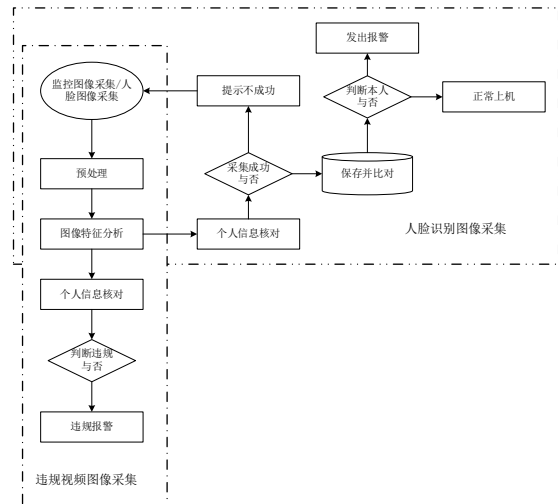 发出报警
监控图像采集/人
脸图像采集
提示不成功
判断本人
与否
正常上机
采集成功
与否
预处理
保存并比对
图像特征分析
个人信息核对
人脸识别图像采集
个人信息核对
判断违规
与否
违规报警
违规视频图像采集